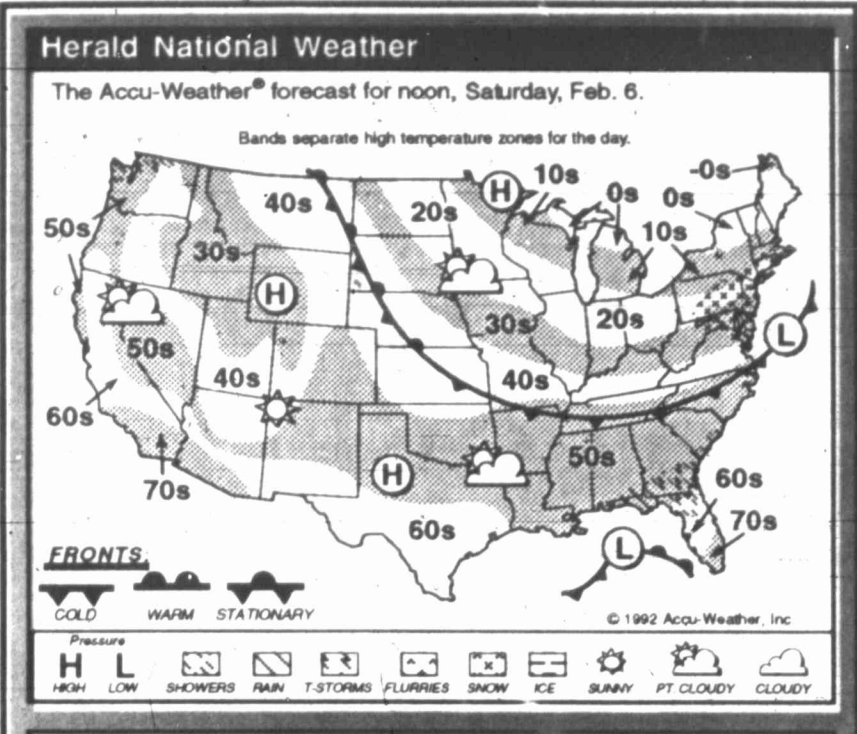 Herald National Weather
The Accu-Weather® forecast for noon, Saturday, Feb. 6.
Bands separate high temperature zones for the day.
-0s
10s
0s
0s
H
40s
20s
50s
10s
30s
H
30s
20s
L
50s
40s
40s
60s
50s
H
60s
70s
60s
70s
L
FRONTS
COLD WARM STATIONARY
© 1992 Accu-Weather, Inc
Pressure
H L
HIGH LOW SHOWERS RAIN T-STORMS FLURRIES SNOW ICE SUNNY PT. CLOUDY CLOUDY